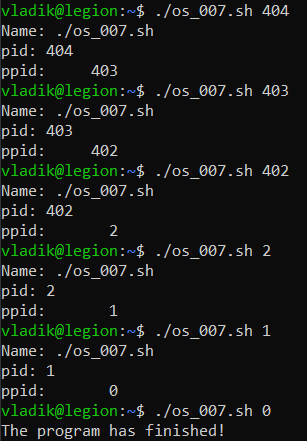 vladik@legion:~$ ./os_007.sh 404
Name: ./os_007.sh
pid: 404
ppid:     403
vladik@legion:~$ ./os_007.sh 403
Name: ./os_007.sh
pid: 403
ppid:     402
vladik@legion:~$ ./os_007.sh 402
Name: ./os_007.sh
pid: 402
ppid:       2
vladik@legion:~$ ./os_007.sh 2
Name: ./os_007.sh
pid: 2
ppid:       1
vladik@legion:~$ ./os_007.sh 1
Name: ./os_007.sh
pid: 1
ppid:       0
vladik@legion:~$ ./os_007.sh 0
The program has finished!